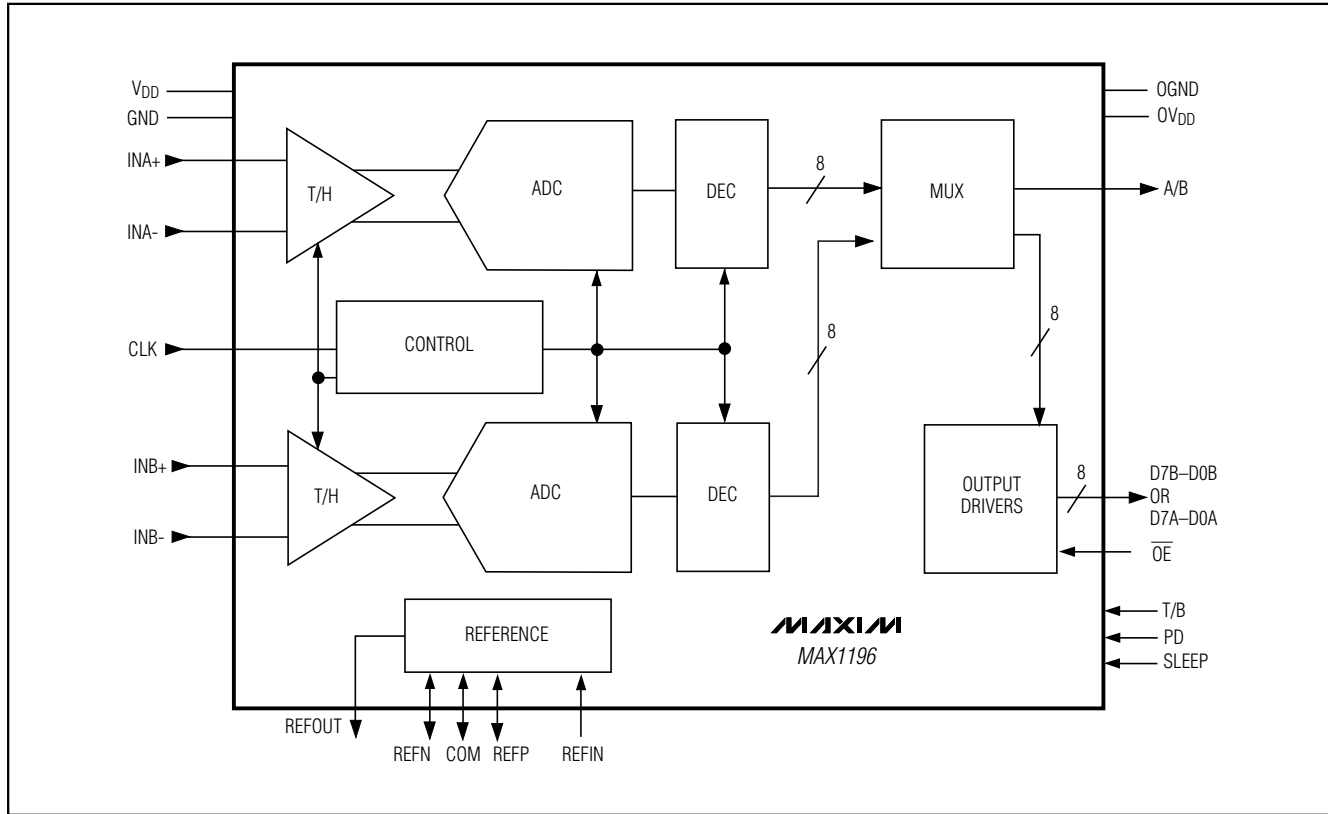 VDD
GND
INA+
INA-
CLK
INB+
INB-
T/H
ADC
DEC
8
MUX
CONTROL
8
8
T/H
ADC
DEC
OUTPUT
DRIVERS
8
REFERENCE
MAXIM
MAX1196
OGND
OVDD
A/B
D7B–D0B
OR
D7A–D0A
O̅E̅
T/B
PD
SLEEP
REFOUT
REFN
COM
REFP
REFIN